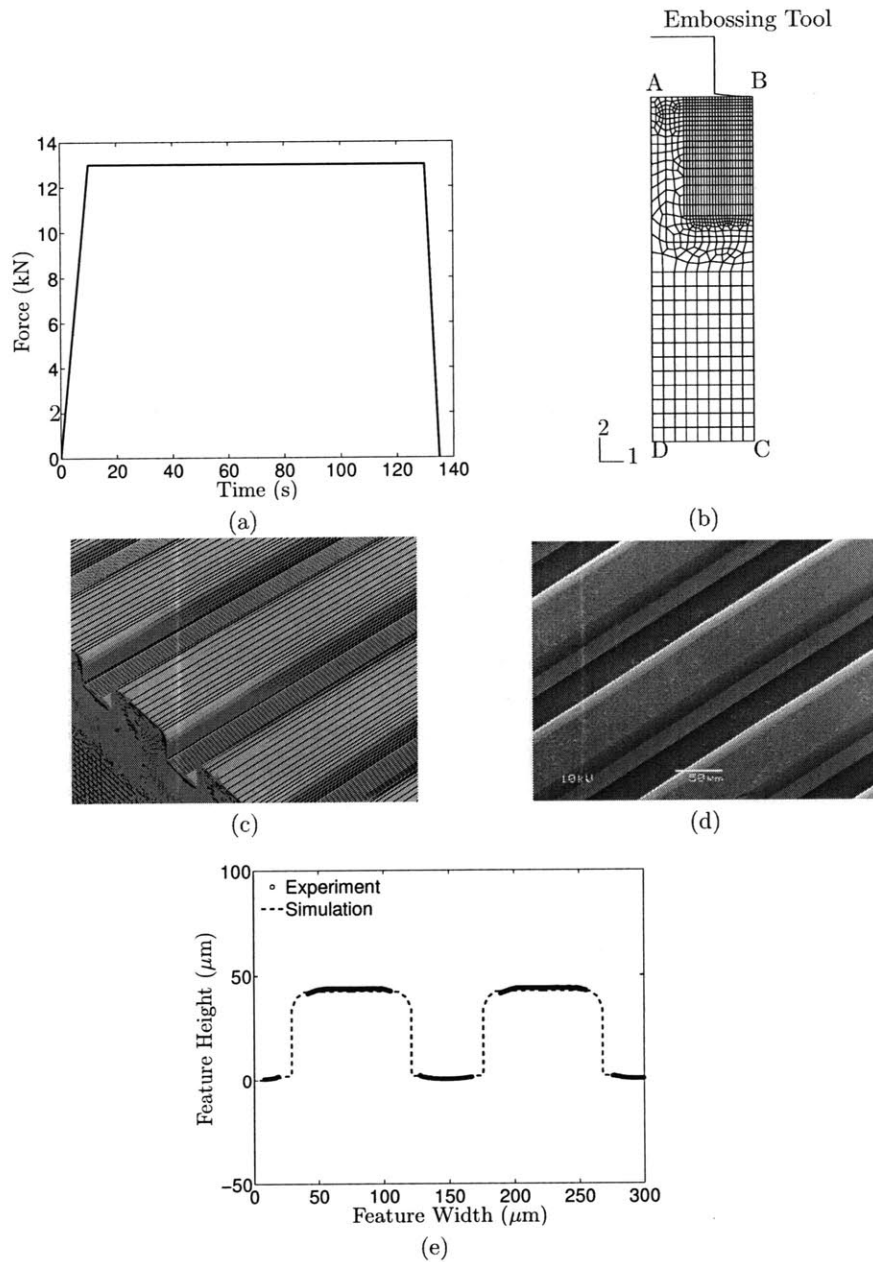 Embossing Tool
A
B
14
12
10
8
6
4
2
0
Force (kN)
0 20 40 60 80 100 120 140
Time (s)
(a)
2
1
D
C
(b)
(c)
10kU
50µm
(d)
100
50
0
−50
Feature Height (µm)
Experiment
Simulation
0 50 100 150 200 250 300
Feature Width (µm)
(e)